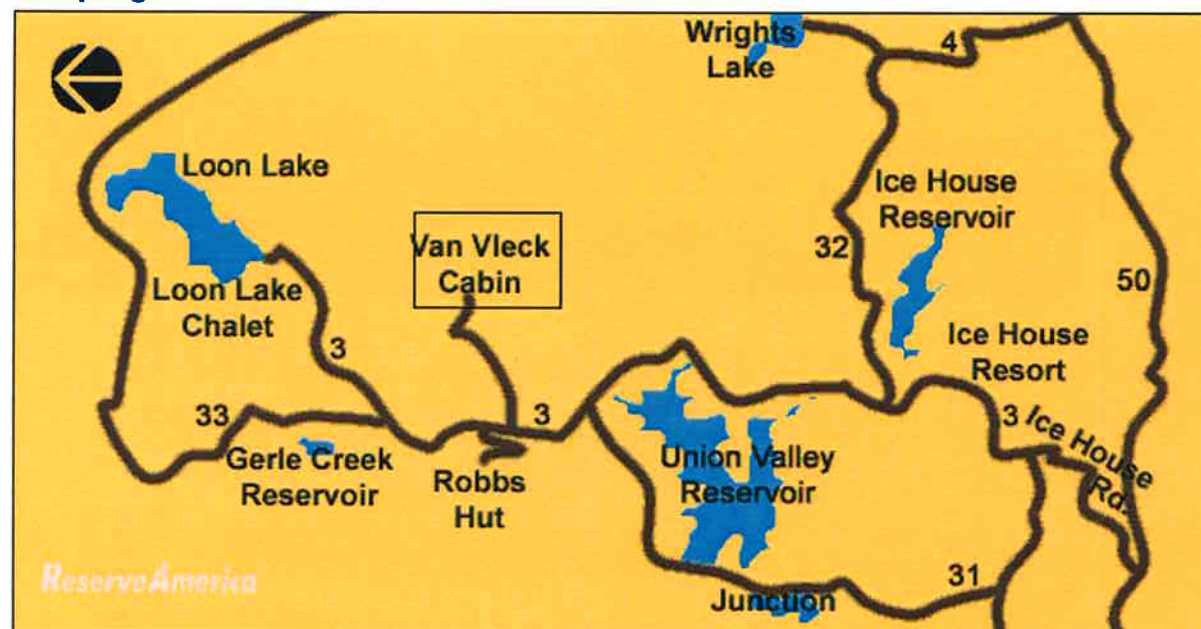 Wrights
Lake
4
Loon Lake
Ice House
Reservoir
Van Vleck
Cabin
32
50
Loon Lake
Chalet
3
Ice House
Resort
33
3
3
Ice House
Rd.
Gerle Creek
Reservoir
Robbs
Hut
Union Valley
Reservoir
31
Junction
ReserveAmerica